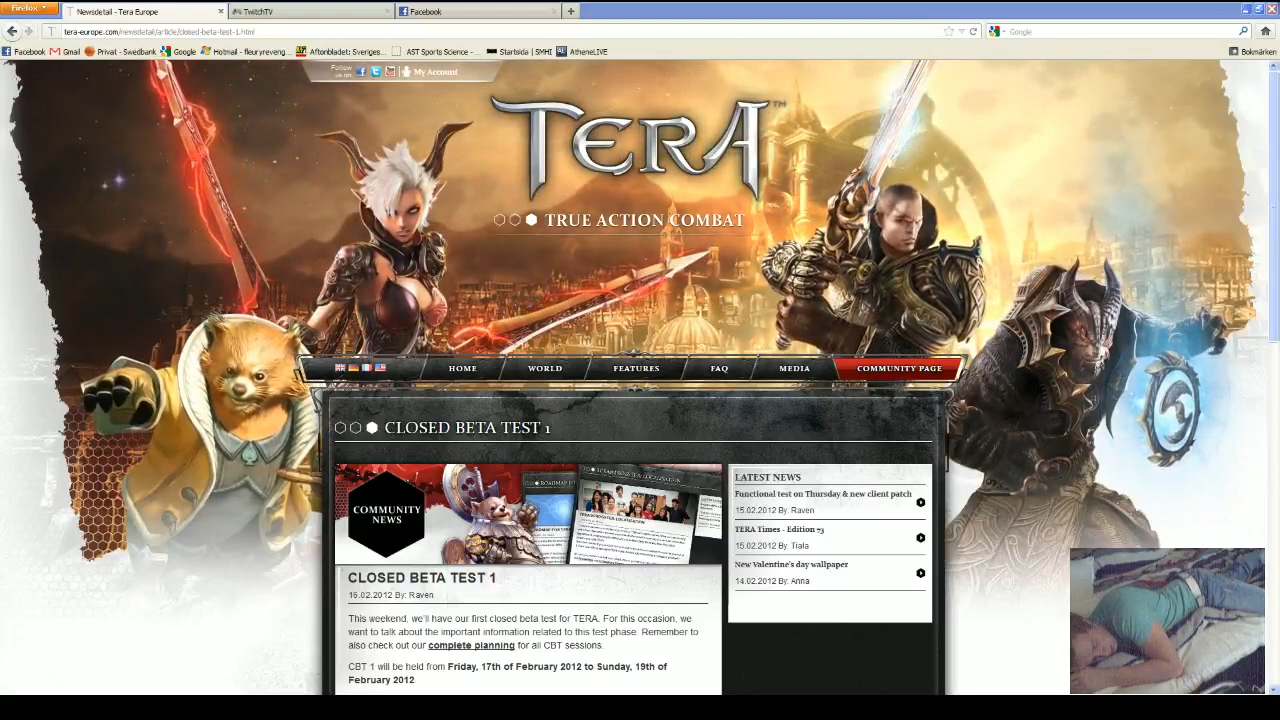 Firefox
Newsdetail - Tera Europe
TwitchTV
Facebook
tera-europe.com/newsdetail/article/closed-beta-test-1.html
Google
Facebook
Gmail
Privat - Swedbank
Google
Hotmail - fleuryreveng...
Aftonbladet: Sveriges...
AST Sports Science - ...
Startsida | SMHI
AtheneLIVE
Bokmärken
Follow
us on
My Account
TERA™
TRUE ACTION COMBAT
HOME
WORLD
FEATURES
FAQ
MEDIA
COMMUNITY PAGE
CLOSED BETA TEST 1
COMMUNITY
NEWS
CLOSED BETA TEST 1
16.02.2012 By: Raven
This weekend, we'll have our first closed beta test for TERA. For this occasion, we
want to talk about the important information related to this test phase. Remember to
also check out our complete planning for all CBT sessions.
CBT 1 will be held from Friday, 17th of February 2012 to Sunday, 19th of
February 2012.
LATEST NEWS
Functional test on Thursday & new client patch
15.02.2012 By: Raven
TERA Times - Edition 73
15.02.2012 By: Tiala
New Valentine's day wallpaper
14.02.2012 By: Anna